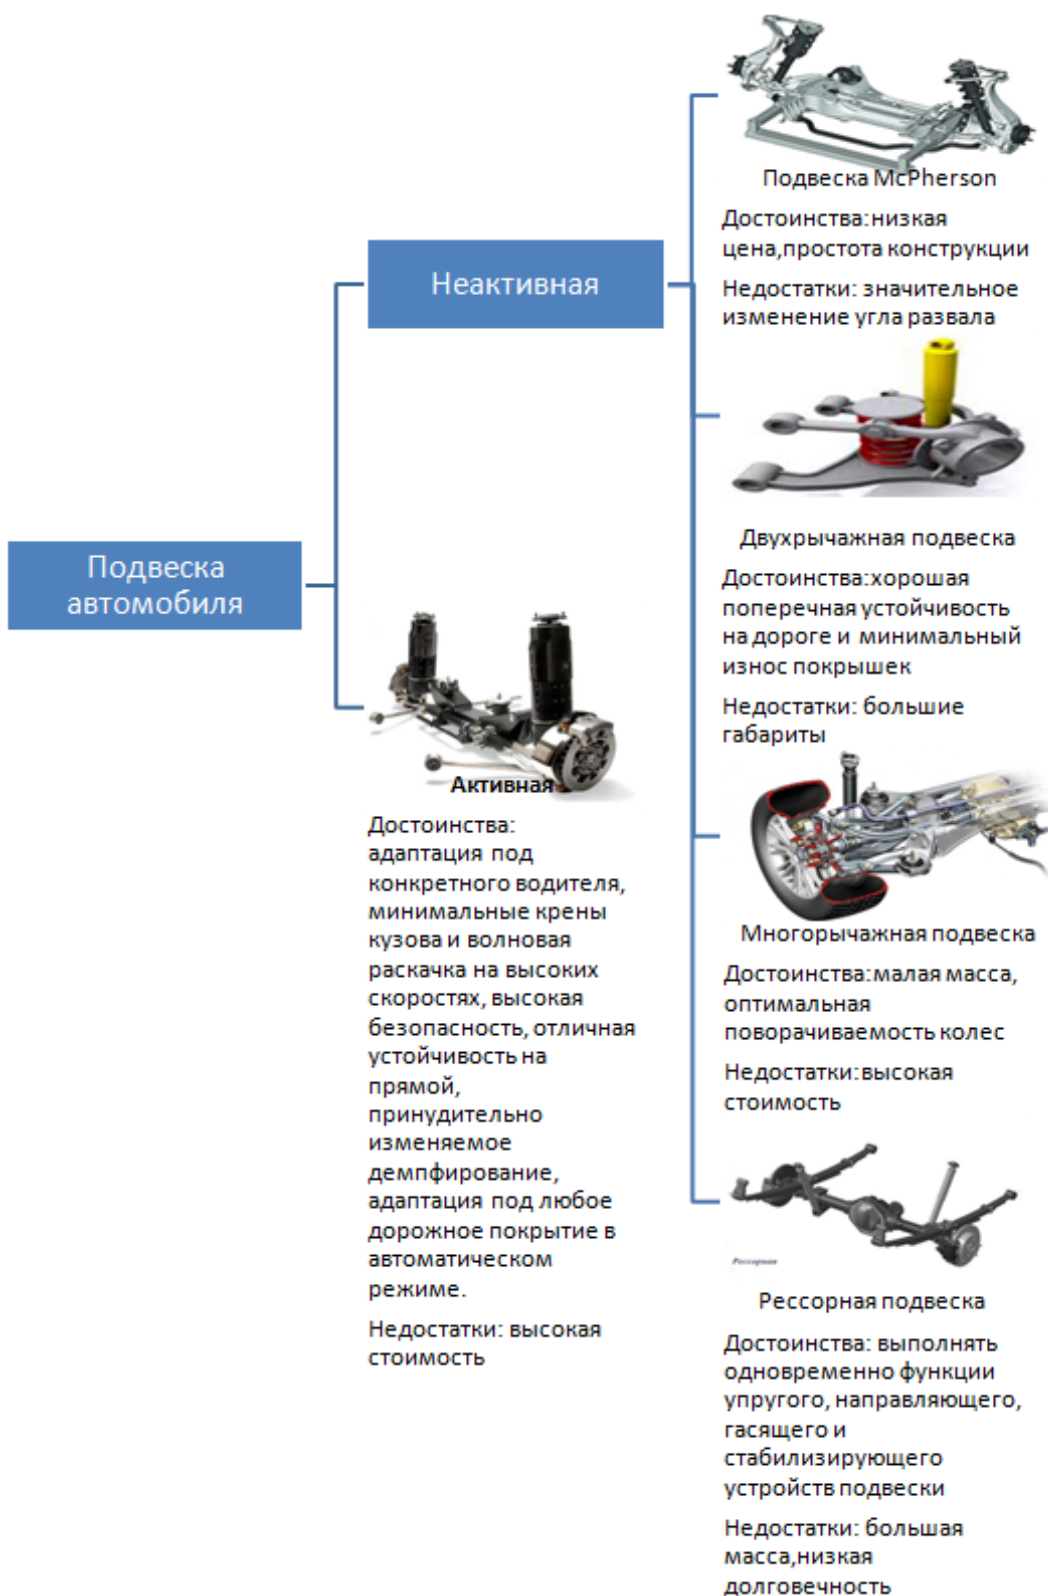 Подвеска
автомобиля
Неактивная
Активная
Достоинства:
адаптация под
конкретного водителя,
минимальные крены
кузова и волновая
раскачка на высоких
скоростях, высокая
безопасность, отличная
устойчивость на
прямой,
принудительно
изменяемое
демпфирование,
адаптация под любое
дорожное покрытие в
автоматическом
режиме.
Недостатки: высокая
стоимость
Подвеска McPherson
Достоинства:низкая
цена,простота конструкции
Недостатки: значительное
изменение угла развала
Двухрычажная подвеска
Достоинства:хорошая
поперечная устойчивость
на дороге и минимальный
износ покрышек
Недостатки: большие
габариты
Многорычажная подвеска
Достоинства:малая масса,
оптимальная
поворачиваемость колес
Недостатки:высокая
стоимость
Рессорная
Рессорная подвеска
Достоинства: выполнять
одновременно функции
упругого, направляющего,
гасящего и
стабилизирующего
устройств подвески
Недостатки: большая
масса,низкая
долговечность